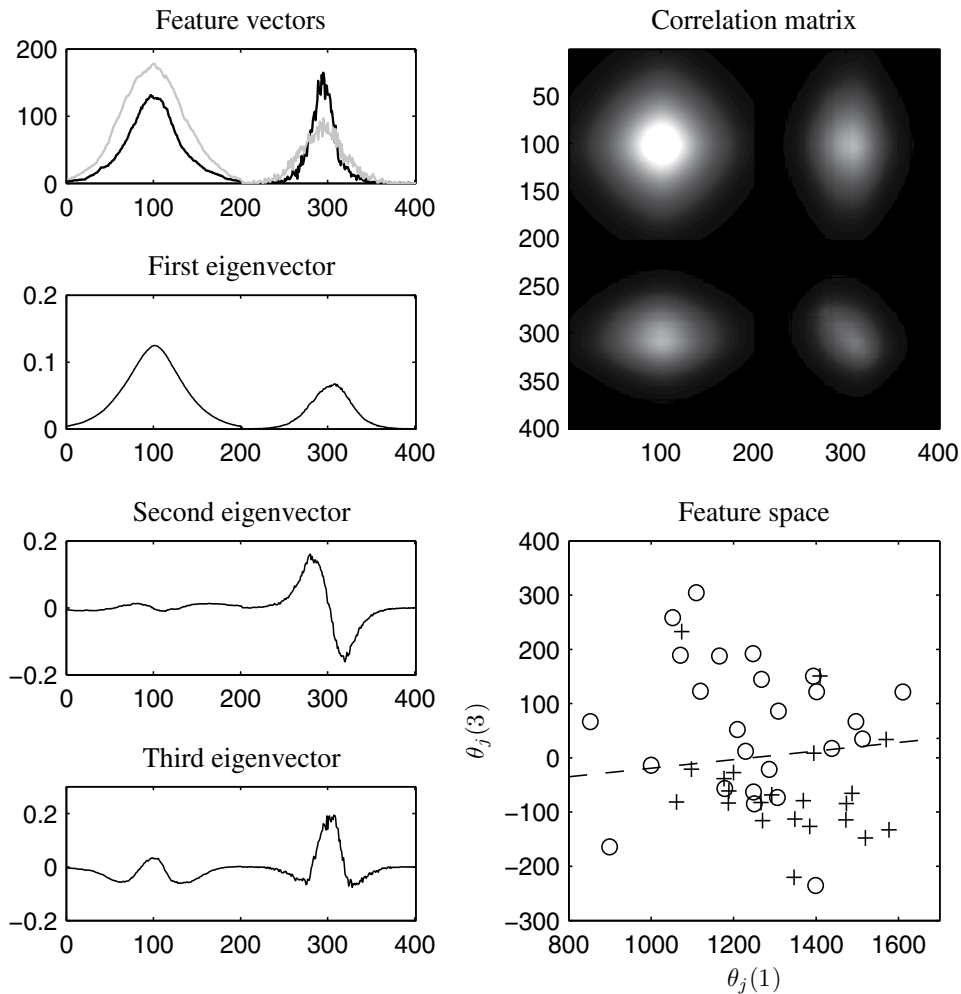 Feature vectors
200
100
0
0 100 200 300 400
First eigenvector
0.2
0.1
0
0 100 200 300 400
Second eigenvector
0.2
0
−0.2
0 100 200 300 400
Third eigenvector
0.2
0
−0.2
0 100 200 300 400
Correlation matrix
50
100
150
200
250
300
350
400
100 200 300 400
Feature space
400
300
200
100
0
−100
−200
−300
θj(3)
800 1000 1200 1400 1600
θj(1)